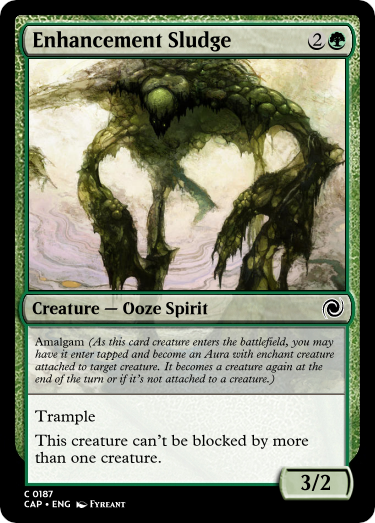 Enhancement Sludge 2
Creature — Ooze Spirit
Amalgam (As this card creature enters the battlefield, you may
have it enter tapped and become an Aura with enchant creature
attached to target creature. It becomes a creature again at the
end of the turn or if it's not attached to a creature.)
Trample
This creature can't be blocked by more
than one creature.
3/2
C 0187
CAP • ENG Fyreant